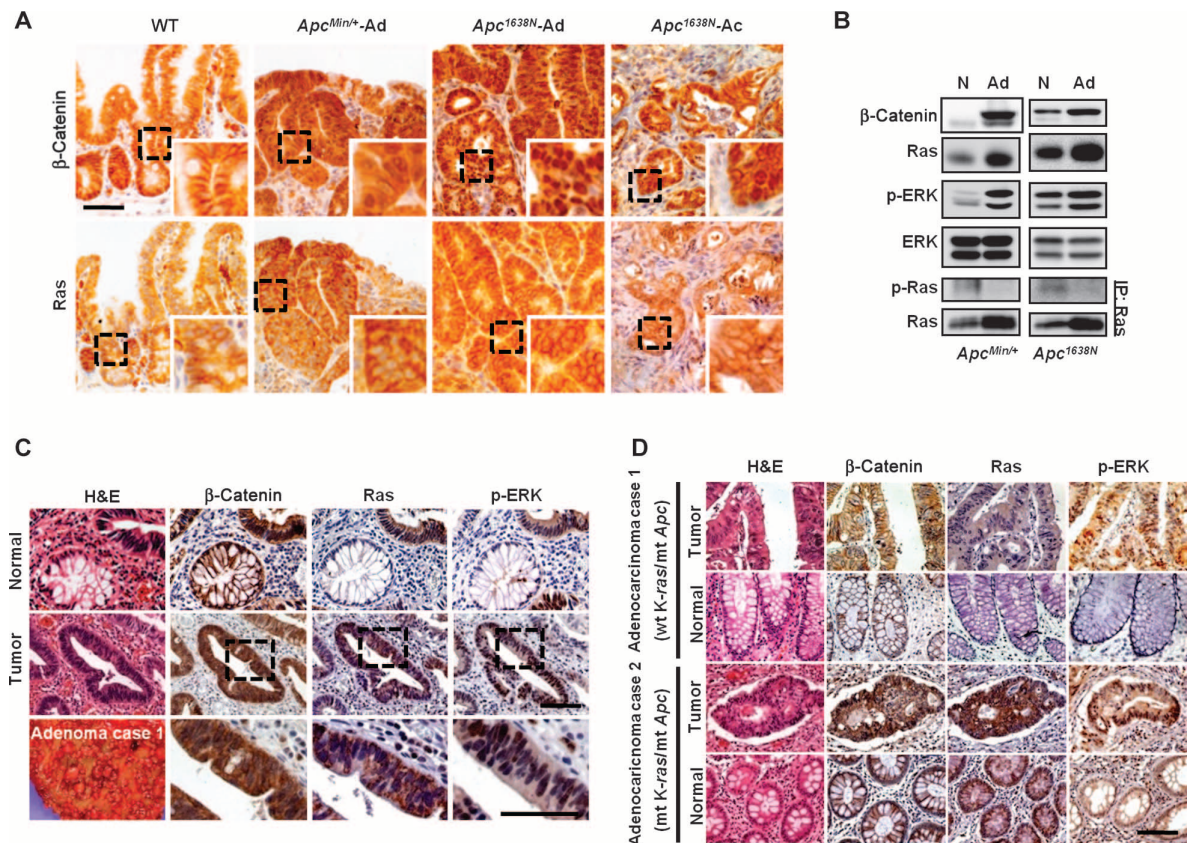 A
WT
Apc^Min/+-Ad
Apc^1638N-Ad
Apc^1638N-Ac
β-Catenin
Ras
B
N Ad N Ad
β-Catenin
Ras
p-ERK
ERK
p-Ras
Ras
IP: Ras
Apc^Min/+ Apc^1638N
C
H&E β-Catenin Ras p-ERK
Normal
Tumor
Adenoma case 1
D
H&E β-Catenin Ras p-ERK
Adenocarcinoma case 1
(wt K-ras/mt Apc)
Tumor
Normal
Adenocaricnoma case 2
(mt K-ras/mt Apc)
Tumor
Normal